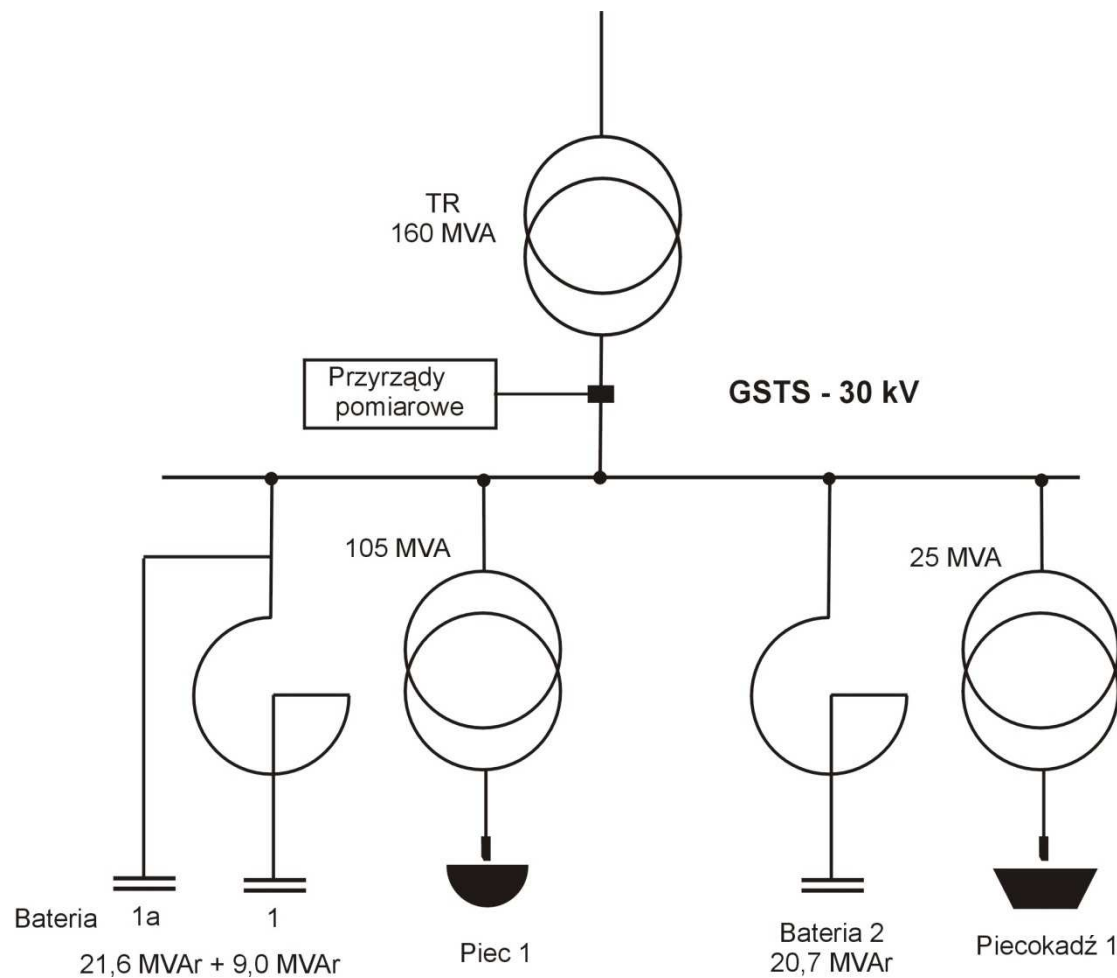 TR
160 MVA
Przyrządy
pomiarowe
GSTS - 30 kV
105 MVA
25 MVA
Bateria 1a 1
21,6 MVAr + 9,0 MVAr
Piec 1
Bateria 2
20,7 MVAr
Piecokadź 1